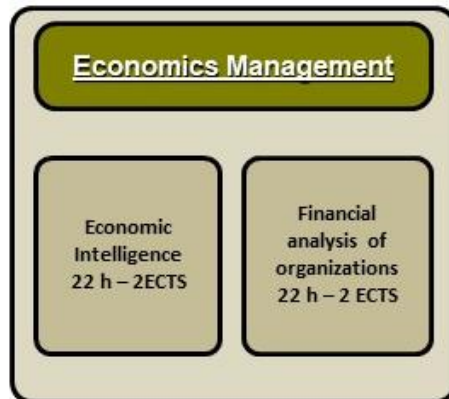 Economics Management
Economic
Intelligence
22 h – 2ECTS
Financial
analysis of
organizations
22 h – 2 ECTS